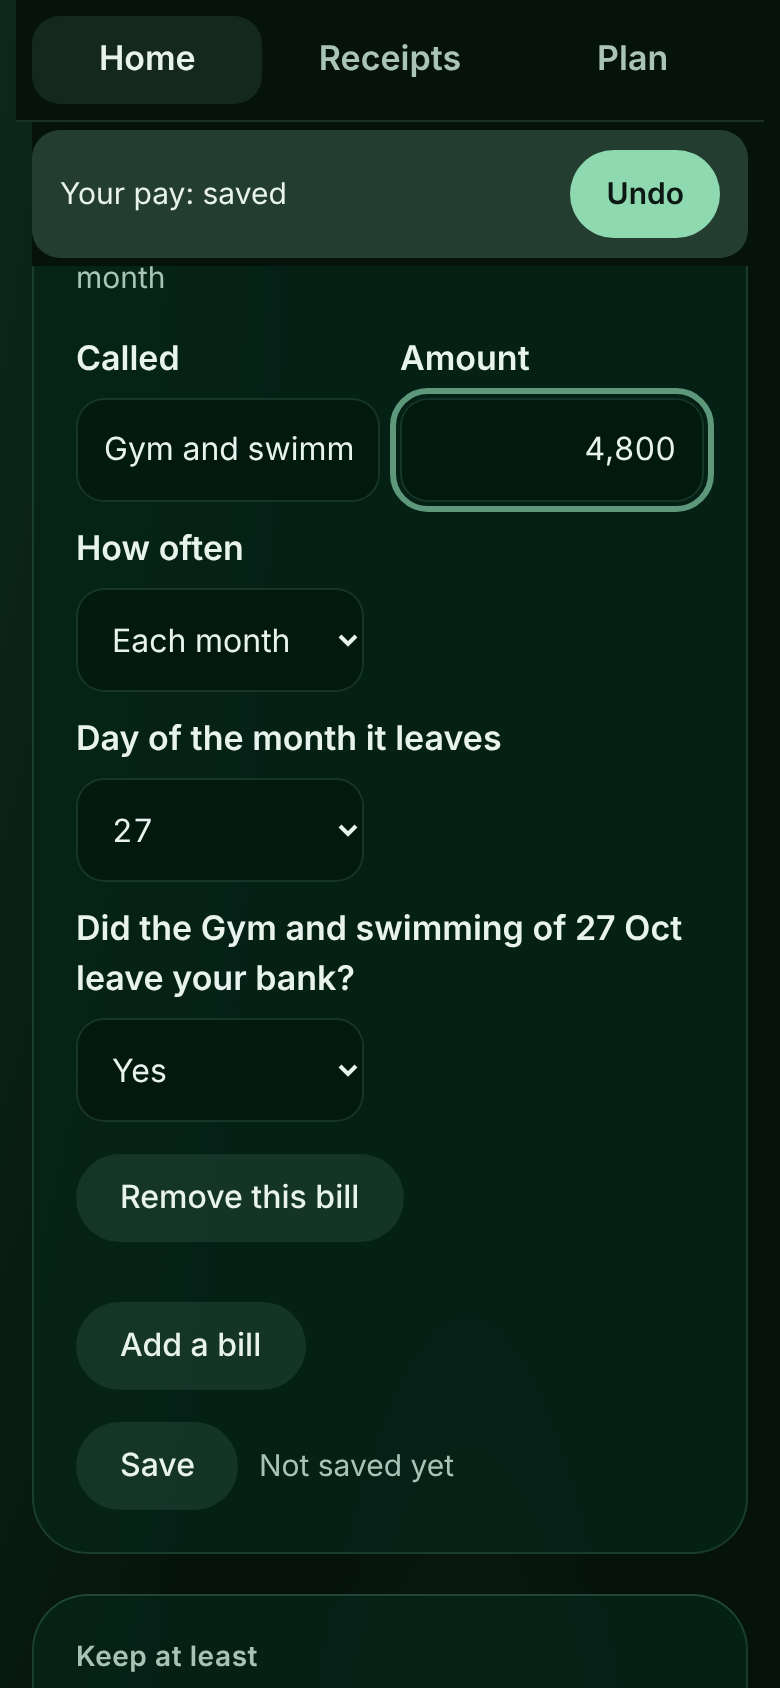 Home Receipts Plan
Your pay: saved Undo
month
Called Amount
Gym and swimm 4,800
How often
Each month
Day of the month it leaves
27
Did the Gym and swimming of 27 Oct
leave your bank?
Yes
Remove this bill
Add a bill
Save Not saved yet
Keep at least